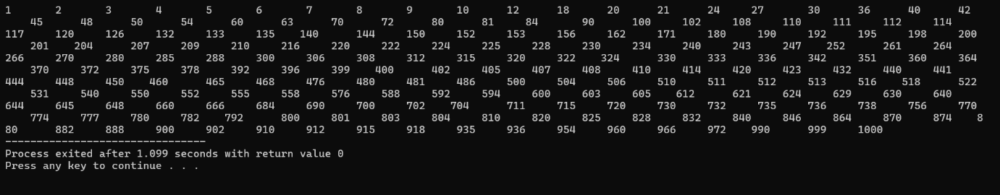 1 2 3 4 5 6 7 8 9 10 12 18 20 21 24 27 30 36 40 42
45 48 50 54 60 63 70 72 80 81 84 90 100 102 108 110 111 112 114
117 120 126 132 133 135 140 144 150 152 153 156 162 171 180 190 192 195 198 200
201 204 207 209 210 216 220 222 224 225 228 230 234 240 243 247 252 261 264
266 270 280 285 288 300 306 308 312 315 320 322 324 330 333 336 342 351 360 364
370 372 375 378 392 396 399 400 402 405 407 408 410 414 420 423 432 440 441
444 448 450 460 465 468 476 480 481 486 500 504 506 510 511 512 513 516 518 522
531 540 550 552 555 558 576 588 592 594 600 603 605 612 621 624 629 630 640
644 645 648 660 666 684 690 700 702 704 711 715 720 730 732 735 736 738 756 770
774 777 780 782 792 800 801 803 804 810 820 825 828 832 840 846 864 870 874 8
80 882 888 900 902 910 912 915 918 935 936 954 960 966 972 990 999 1000
--------------------------------
Process exited after 1.099 seconds with return value 0
Press any key to continue . . .